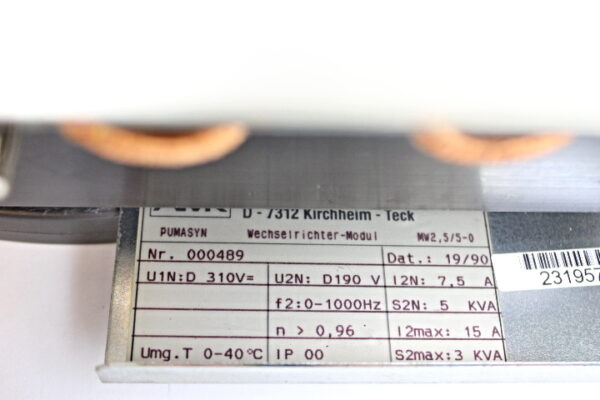 D - 7312 Kirchheim - Teck
PUMASYN Wechselrichter-Modul MW2,5/5-0
Nr. 000489 Dat.: 19/90
U1N:D 310V= U2N: D190 V I2N: 7,5 A
f2:0-1000Hz S2N: 5 KVA
n > 0,96 I2max: 15 A
Umg.T 0-40°C IP 00 S2max:3 KVA